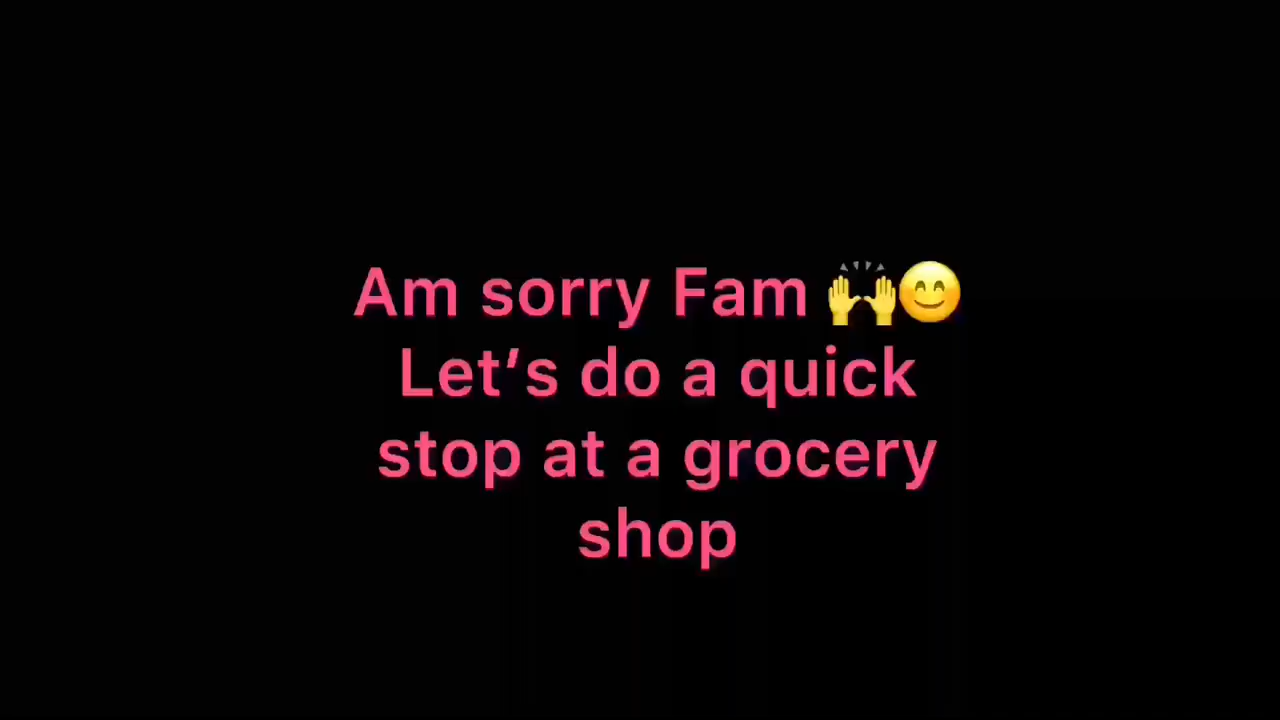 Am sorry Fam 🙌😊
Let’s do a quick
stop at a grocery
shop